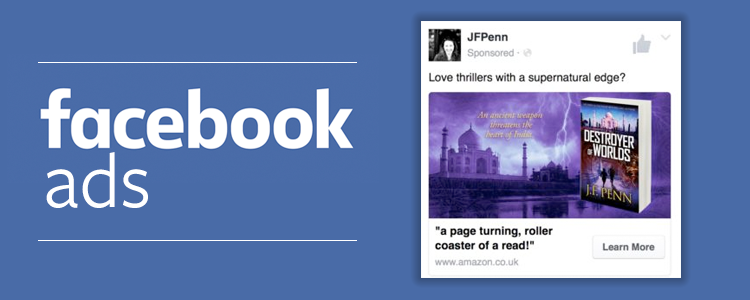 facebook
ads
JFPenn
Sponsored ·
Love thrillers with a supernatural edge?
An ancient weapon
threatens the
heart of India.
DESTROYER
OF WORLDS
J.F. PENN
"a page turning, roller
coaster of a read!"
Learn More
www.amazon.co.uk